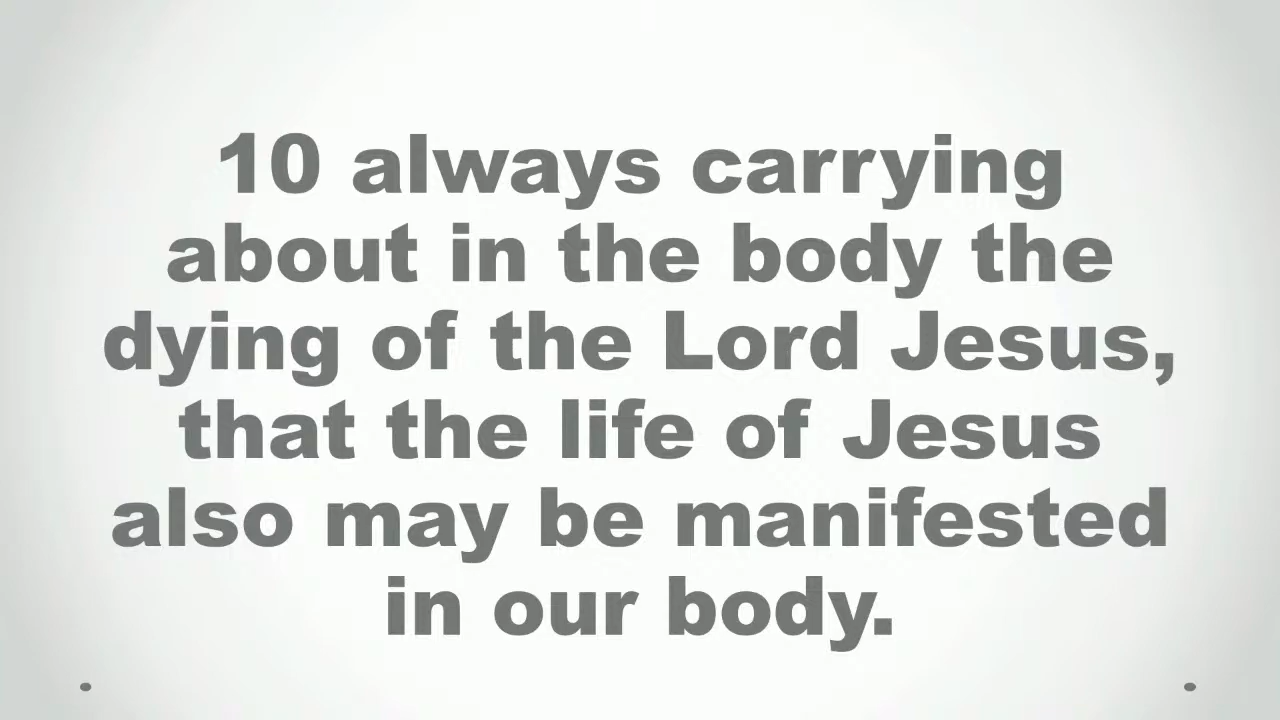 10 always carrying
about in the body the
dying of the Lord Jesus,
that the life of Jesus
also may be manifested
in our body.